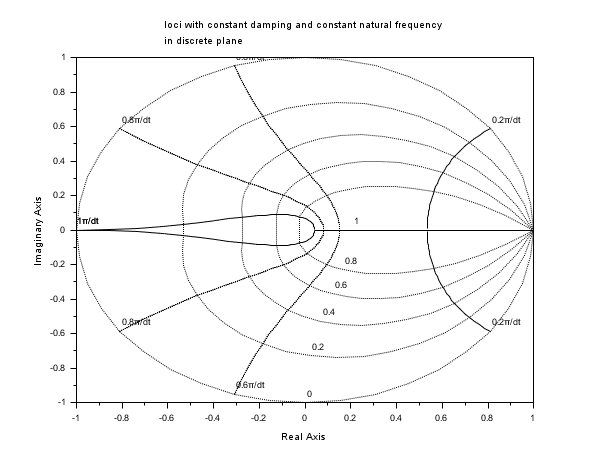 loci with constant damping and constant natural frequency
in discrete plane
1
0.8π/dt
0.2π/dt
0.8
0.6
0.4
0.2
1π/dt
1
0
Imaginary Axis
-0.2
0.8
-0.4
0.6
0.4
-0.6
0.8π/dt
0.2π/dt
0.2
-0.8
0.6π/dt
0
-1
-1 -0.8 -0.6 -0.4 -0.2 0 0.2 0.4 0.6 0.8 1
Real Axis